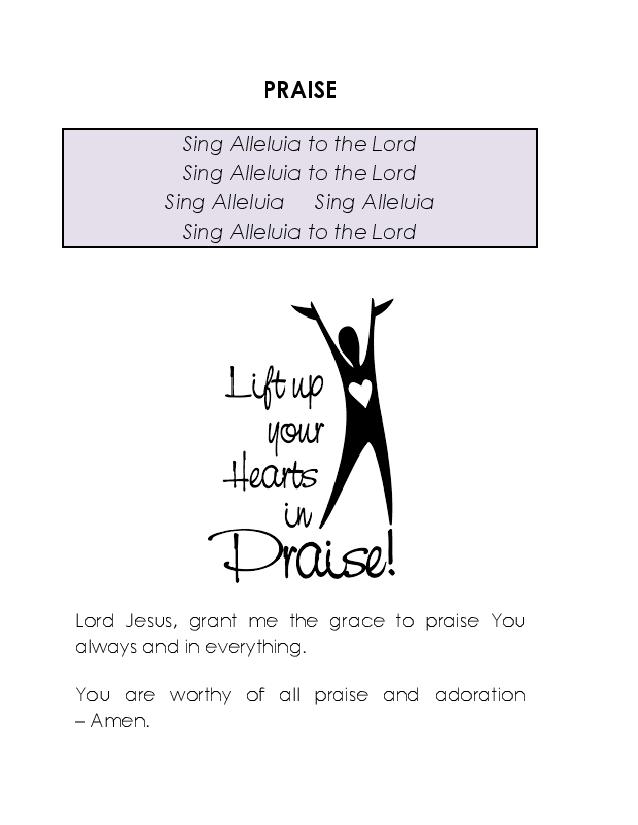 PRAISE
Sing Alleluia to the Lord
Sing Alleluia to the Lord
Sing Alleluia Sing Alleluia
Sing Alleluia to the Lord
Lift up
your
Hearts
in
Praise!
Lord Jesus, grant me the grace to praise You
always and in everything.
You are worthy of all praise and adoration
– Amen.